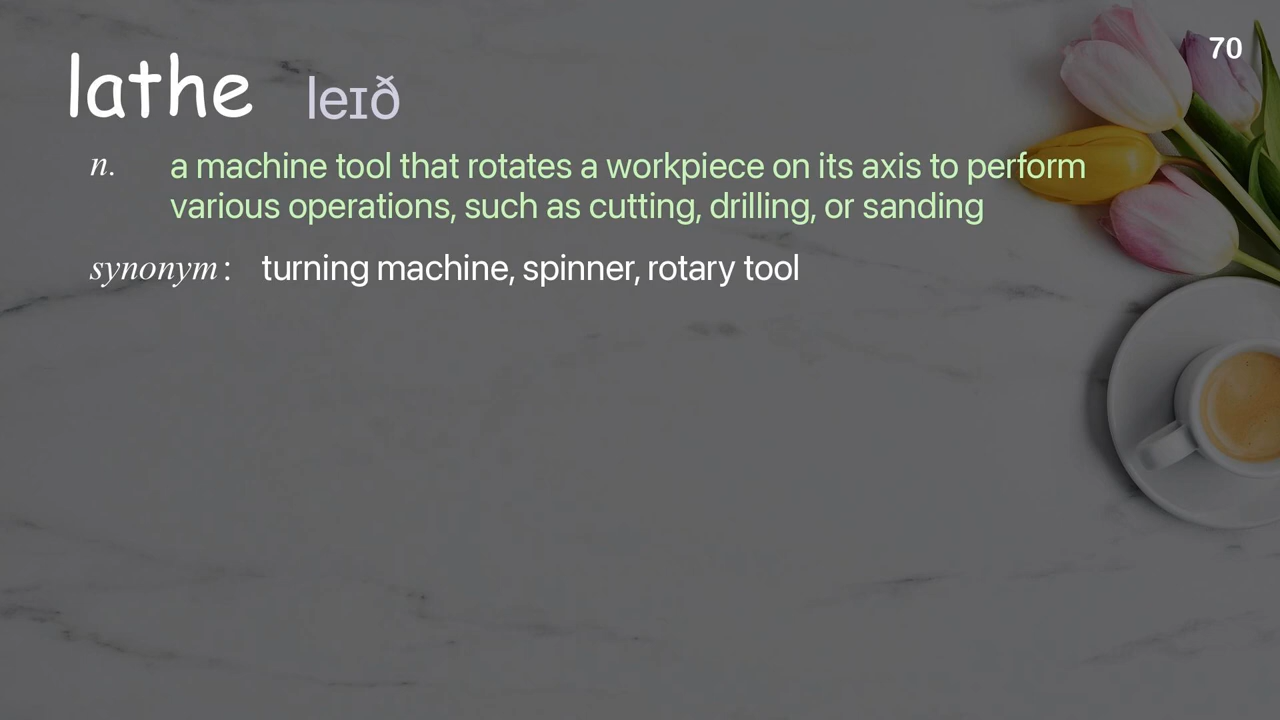 70
lathe leɪð
n. a machine tool that rotates a workpiece on its axis to perform
various operations, such as cutting, drilling, or sanding
synonym: turning machine, spinner, rotary tool